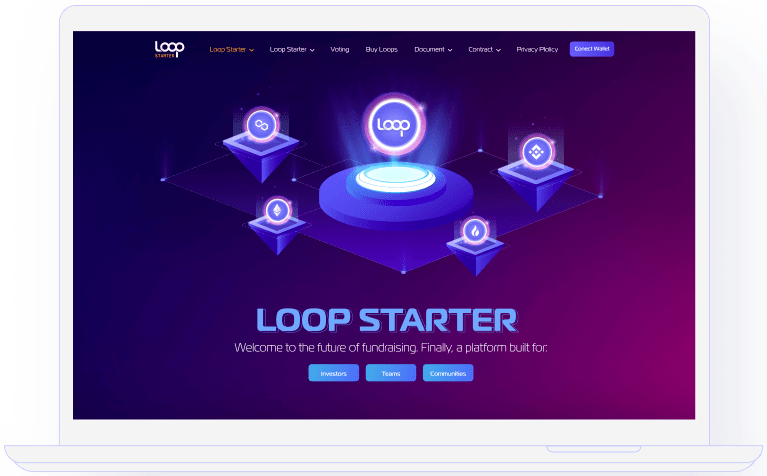 Loop
STARTER
Loop Starter
Loop Starter
Voting
Buy Loops
Document
Contract
Privacy Plolicy
Conect Wallet
Loop
LOOP STARTER
Welcome to the future of fundraising. Finally, a platform built for:
Investors
Teams
Communities